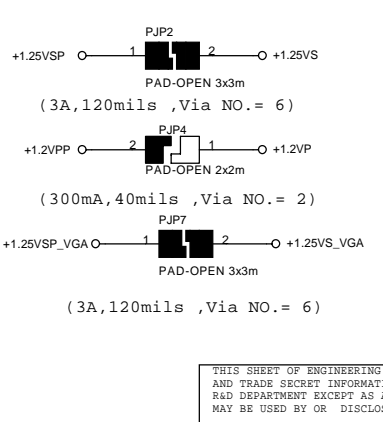 PJP2
+1.25VSP 1 2 +1.25VS
PAD-OPEN 3x3m
(3A,120mils ,Via NO.= 6)
PJP4
+1.2VPP 2 1 +1.2VP
PAD-OPEN 2x2m
(300mA,40mils ,Via NO.= 2)
PJP7
+1.25VSP_VGA 1 2 +1.25VS_VGA
PAD-OPEN 3x3m
(3A,120mils ,Via NO.= 6)
THIS SHEET OF ENGINEERING
AND TRADE SECRET
R&D DEPARTMENT EXCEPT AS
MAY BE USED BY OR